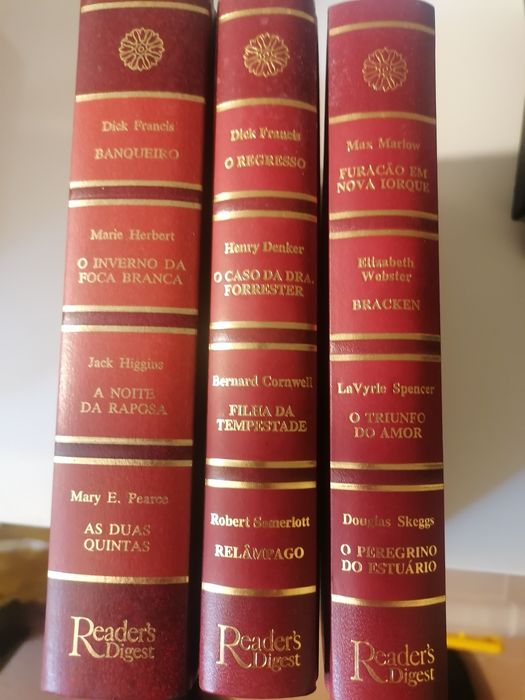 Dick Francis
BANQUEIRO
Marie Herbert
O INVERNO DA
FOCA BRANCA
Jack Higgins
A NOITE
DA RAPOSA
Mary E. Pearce
AS DUAS
QUINTAS
Reader's
Digest
Dick Francis
O REGRESSO
Henry Denker
O CASO DA DRA.
FORRESTER
Bernard Cornwell
FILHA DA
TEMPESTADE
Robert Somerlott
RELÂMPAGO
Reader's
Digest
Max Marlow
FURACÃO EM
NOVA IORQUE
Elizabeth
Webster
BRACKEN
LaVyrle Spencer
O TRIUNFO
DO AMOR
Douglas Skeggs
O PEREGRINO
DO ESTUÁRIO
Reader's
Digest